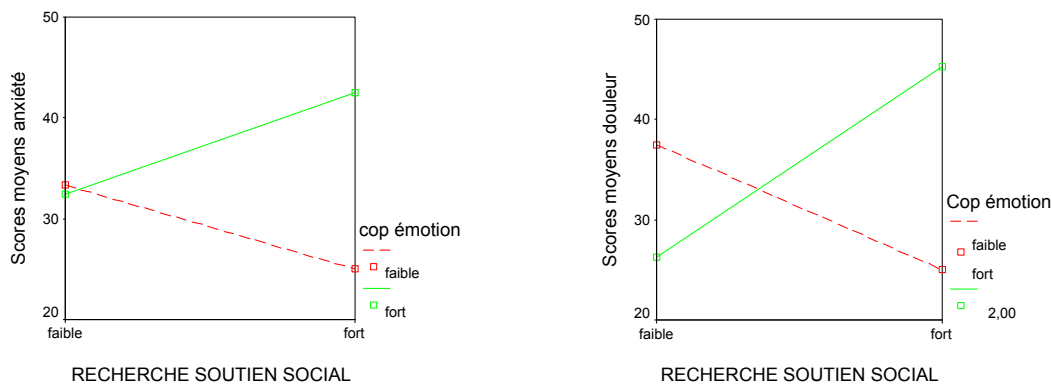 50
40
30
20
Scores moyens anxiété
faible
fort
RECHERCHE SOUTIEN SOCIAL
cop émotion
faible
fort
50
40
30
20
Scores moyens douleur
faible
fort
RECHERCHE SOUTIEN SOCIAL
Cop émotion
faible
fort
2,00